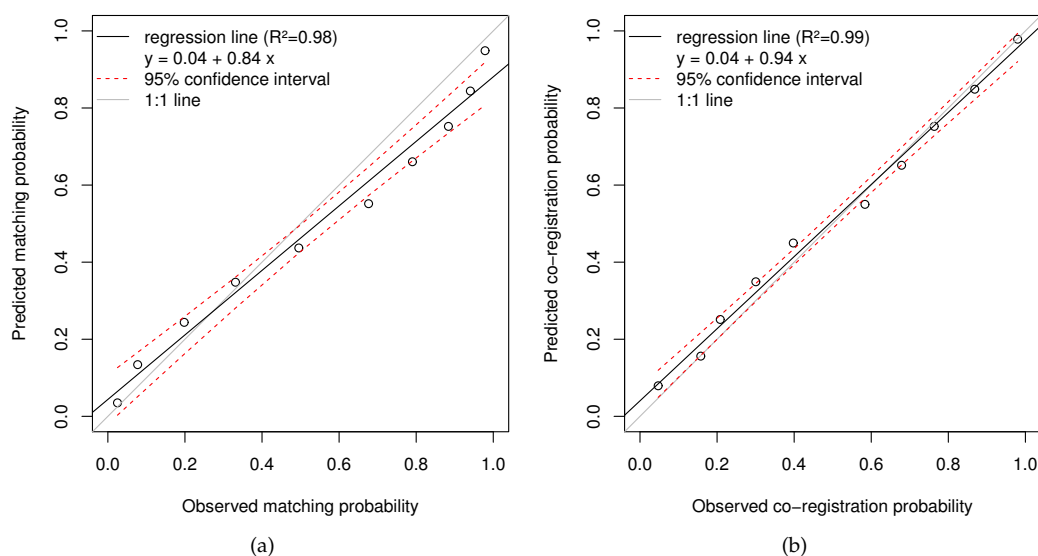 regression line (R²=0.98)
y = 0.04 + 0.84 x
95% confidence interval
1:1 line
Predicted matching probability
0.0
0.2
0.4
0.6
0.8
1.0
0.0 0.2 0.4 0.6 0.8 1.0
Observed matching probability
(a)
regression line (R²=0.99)
y = 0.04 + 0.94 x
95% confidence interval
1:1 line
Predicted co−registration probability
0.0
0.2
0.4
0.6
0.8
1.0
0.0 0.2 0.4 0.6 0.8 1.0
Observed co−registration probability
(b)